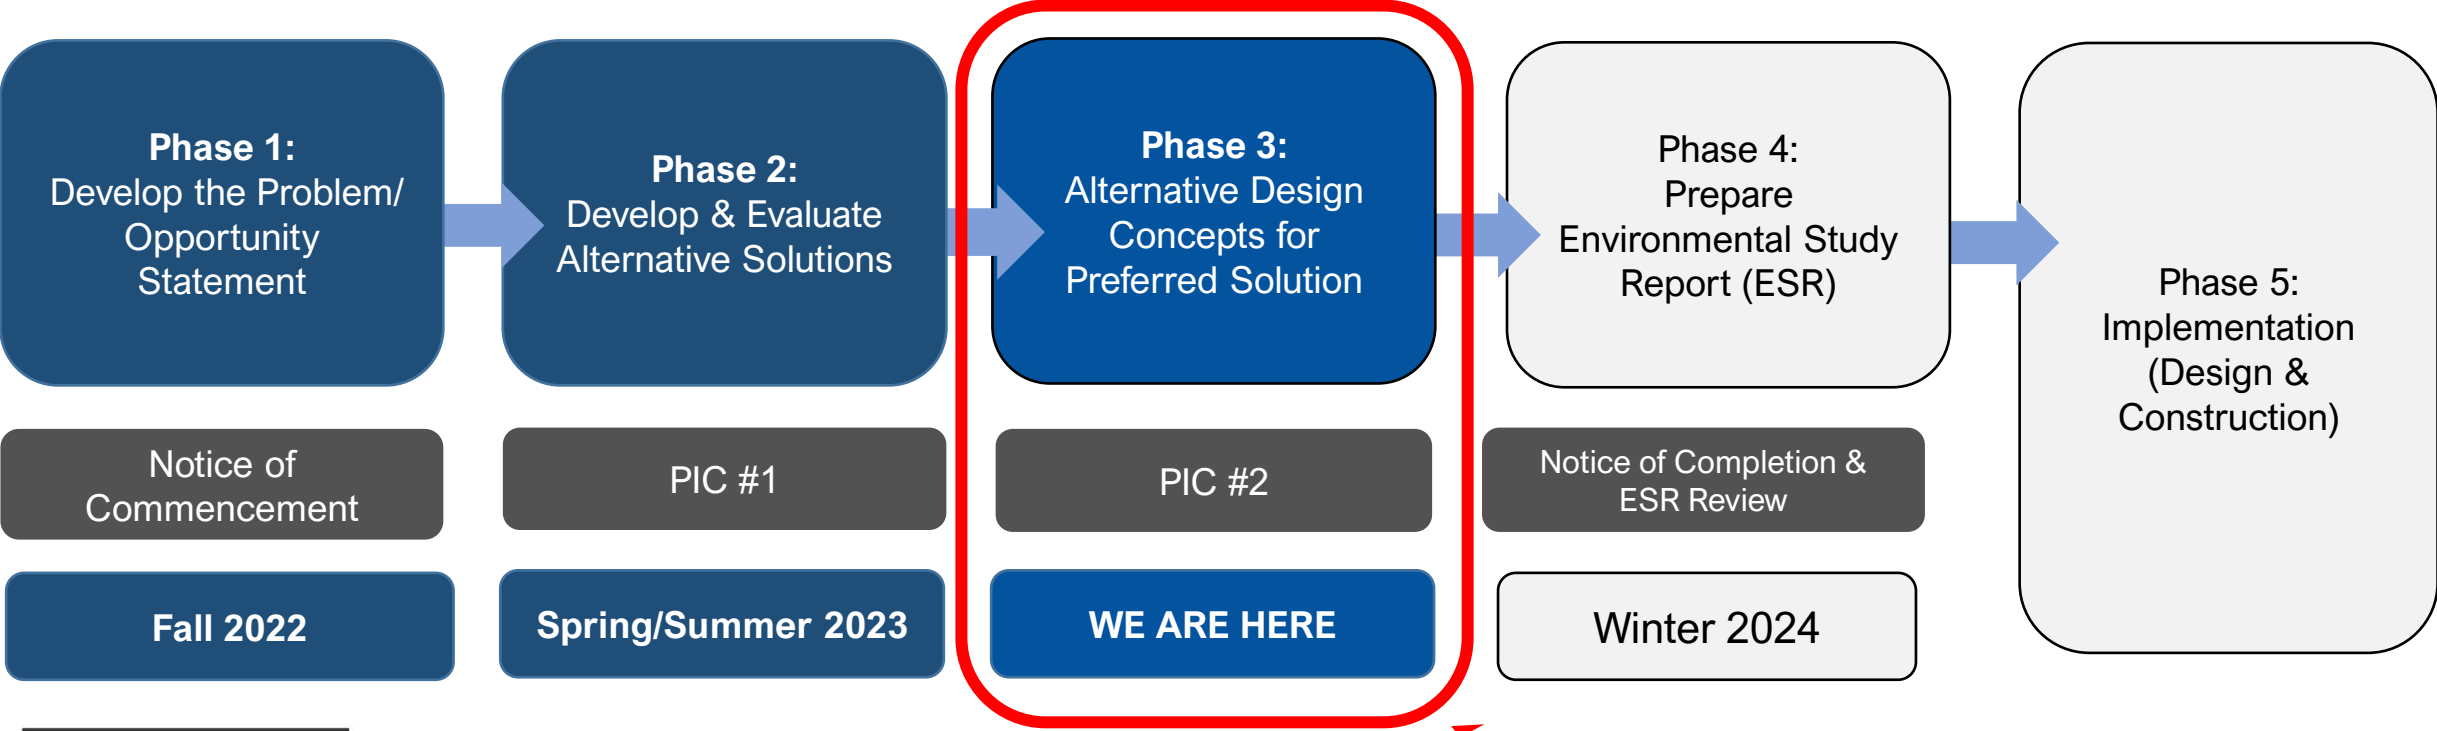 Phase 1:
Develop the Problem/
Opportunity
Statement
Phase 2:
Develop & Evaluate
Alternative Solutions
Phase 3:
Alternative Design
Concepts for
Preferred Solution
Phase 4:
Prepare
Environmental Study
Report (ESR)
Phase 5:
Implementation
(Design &
Construction)
Notice of
Commencement
PIC #1
PIC #2
Notice of Completion &
ESR Review
Fall 2022
Spring/Summer 2023
WE ARE HERE
Winter 2024